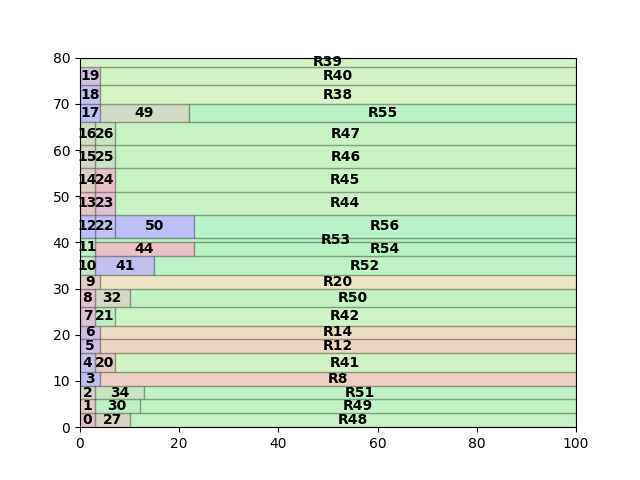 80
R39
19 R40
18 R38
70
17 49 R55
16 26 R47
60
15 25 R46
14 24 R45
50
13 23 R44
12 22 50 R56
40
R53
11 44 R54
10 41 R52
9 R20
30
8 32 R50
7 21 R42
6 R14
20
5 R12
4 20 R41
3 R8
10
2 34 R51
1 30 R49
0 27 R48
0
0 20 40 60 80 100